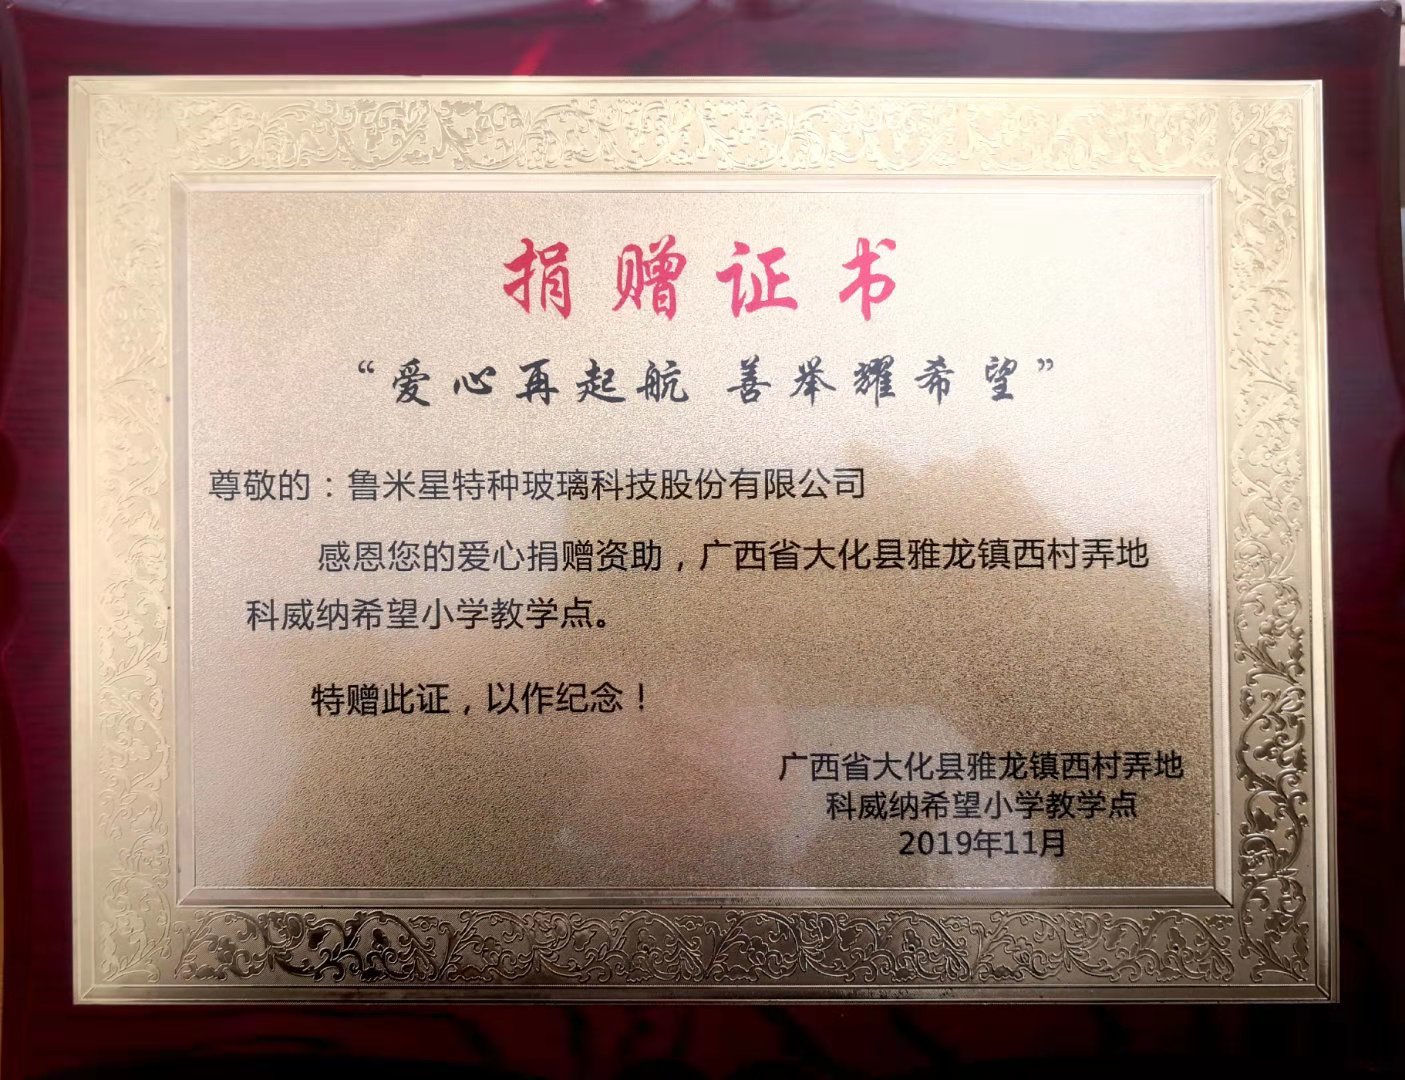 捐赠证书
“爱心再起航 善举耀希望”
尊敬的：鲁米星特种玻璃科技股份有限公司
感恩您的爱心捐赠资助，广西省大化县雅龙镇西村弄地
科威纳希望小学教学点。
特赠此证，以作纪念！
广西省大化县雅龙镇西村弄地
科威纳希望小学教学点
2019年11月